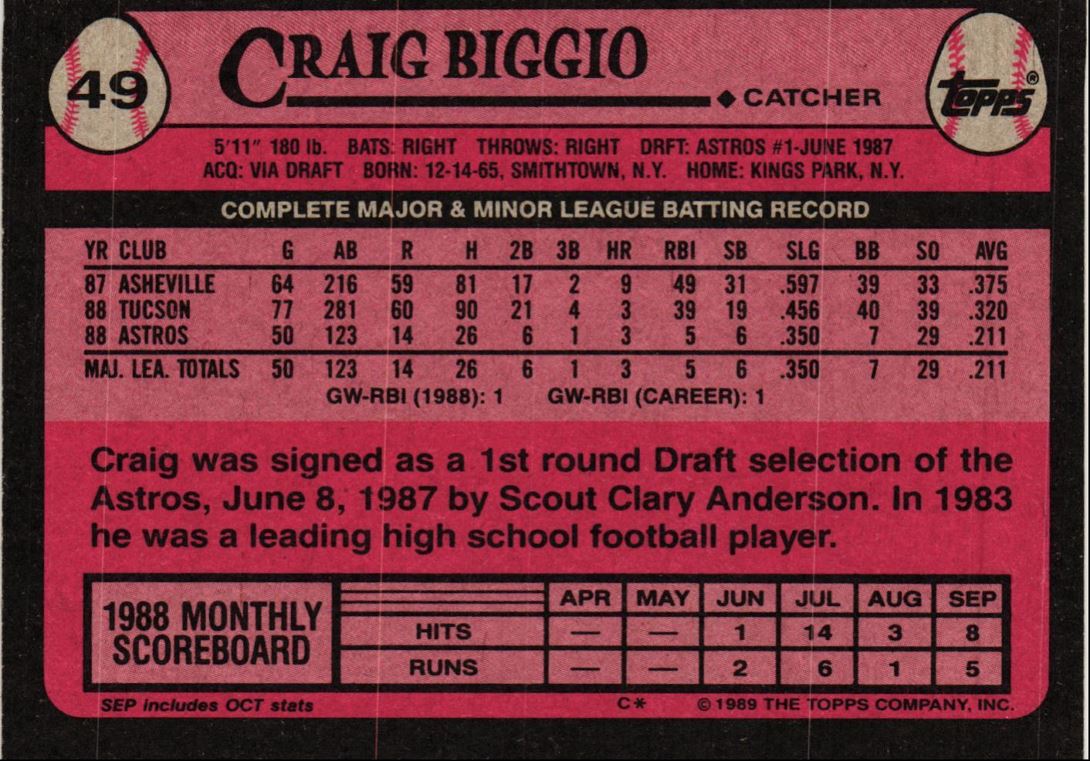 49
CRAIG BIGGIO
◆ CATCHER
TOPPS®
5'11" 180 lb. BATS: RIGHT THROWS: RIGHT DRFT: ASTROS #1-JUNE 1987
ACQ: VIA DRAFT BORN: 12-14-65, SMITHTOWN, N.Y. HOME: KINGS PARK, N.Y.
COMPLETE MAJOR & MINOR LEAGUE BATTING RECORD
YR CLUB G AB R H 2B 3B HR RBI SB SLG BB SO AVG
87 ASHEVILLE 64 216 59 81 17 2 9 49 31 .597 39 33 .375
88 TUCSON 77 281 60 90 21 4 3 39 19 .456 40 39 .320
88 ASTROS 50 123 14 26 6 1 3 5 6 .350 7 29 .211
MAJ. LEA. TOTALS 50 123 14 26 6 1 3 5 6 .350 7 29 .211
GW-RBI (1988): 1 GW-RBI (CAREER): 1
Craig was signed as a 1st round Draft selection of the
Astros, June 8, 1987 by Scout Clary Anderson. In 1983
he was a leading high school football player.
1988 MONTHLY
SCOREBOARD
APR MAY JUN JUL AUG SEP
HITS — — 1 14 3 8
RUNS — — 2 6 1 5
SEP includes OCT stats C* © 1989 THE TOPPS COMPANY, INC.